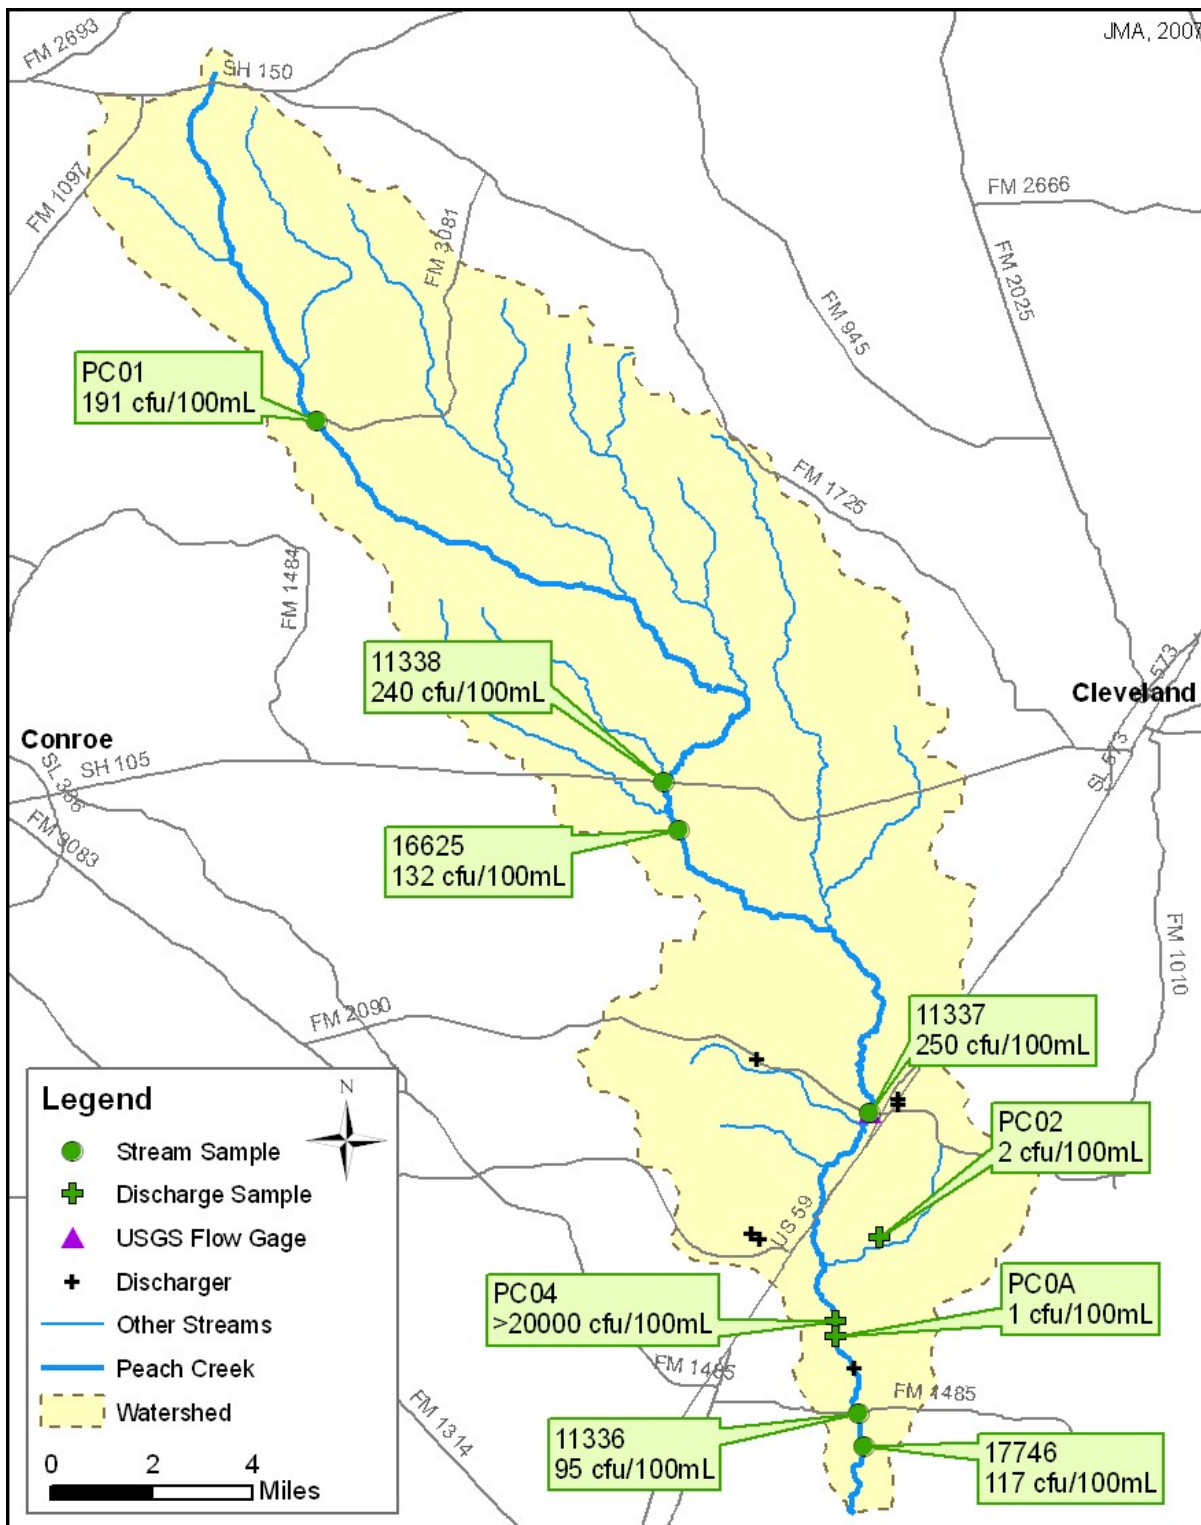 JMA, 2007
FM 2693
SH 150
FM 1097
FM 3081
FM 2666
FM 2025
FM 945
PC01
191 cfu/100mL
FM 1725
FM 1484
11338
240 cfu/100mL
573
Cleveland
Conroe
SH 105
SL 336
SL 573
FM 3083
16625
132 cfu/100mL
FM 1010
FM 2090
11337
250 cfu/100mL
PC02
2 cfu/100mL
US 59
PC04
>20000 cfu/100mL
PC0A
1 cfu/100mL
FM 1485
FM 1485
FM 1314
11336
95 cfu/100mL
17746
117 cfu/100mL
Legend
N
Stream Sample
Discharge Sample
USGS Flow Gage
Discharger
Other Streams
Peach Creek
Watershed
0 2 4
Miles